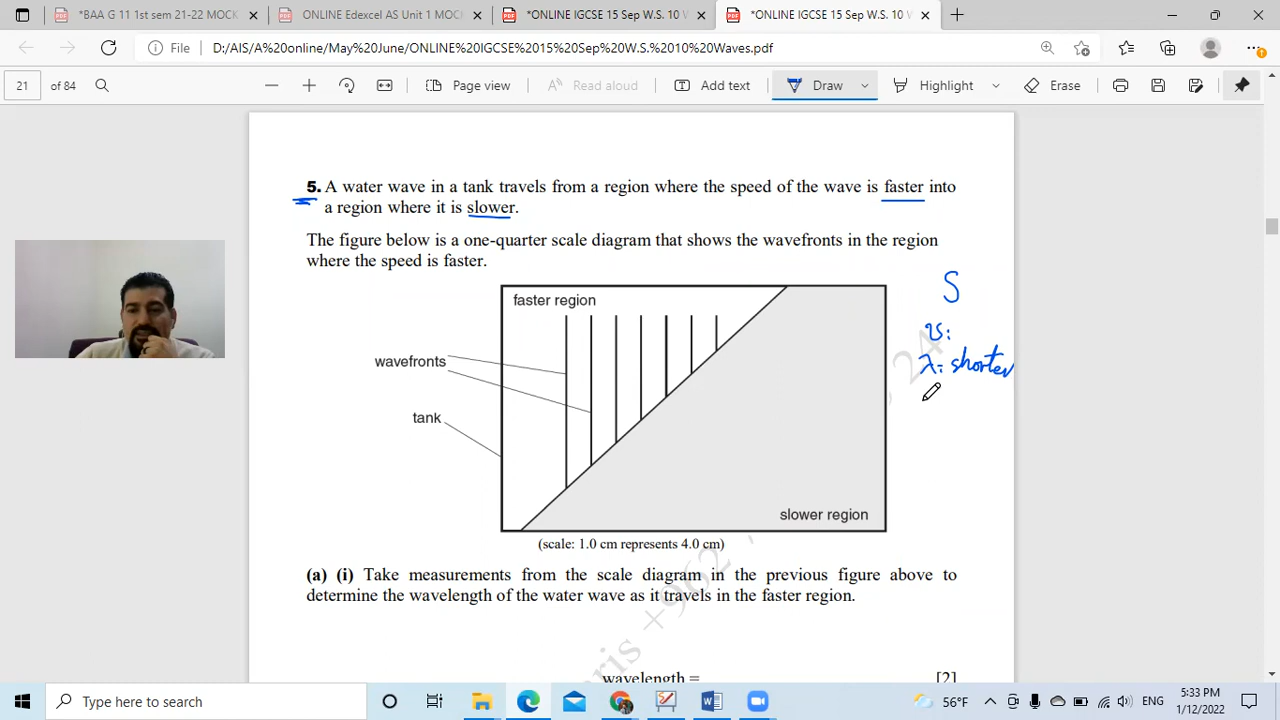 *BAA G 11 1st sem 21-22 MOCK
ONLINE Edexcel AS Unit 1 MOCK
*ONLINE IGCSE 15 Sep W.S. 10 W
*ONLINE IGCSE 15 Sep W.S. 10 W
File
D:/AIS/A%20online/May%20June/ONLINE%20IGCSE%202015%20Sep%20W.S.%2010%20Waves.pdf
21 of 84
Page view
Read aloud
Add text
Draw
Highlight
Erase
5. A water wave in a tank travels from a region where the speed of the wave is faster into
a region where it is slower.
The figure below is a one-quarter scale diagram that shows the wavefronts in the region
where the speed is faster.
S
v:
λ: shorter
faster region
wavefronts
tank
slower region
(scale: 1.0 cm represents 4.0 cm)
(a) (i) Take measurements from the scale diagram in the previous figure above to
determine the wavelength of the water wave as it travels in the faster region.
wavelength = [2]
Type here to search
56°F
ENG
5:33 PM
1/12/2022